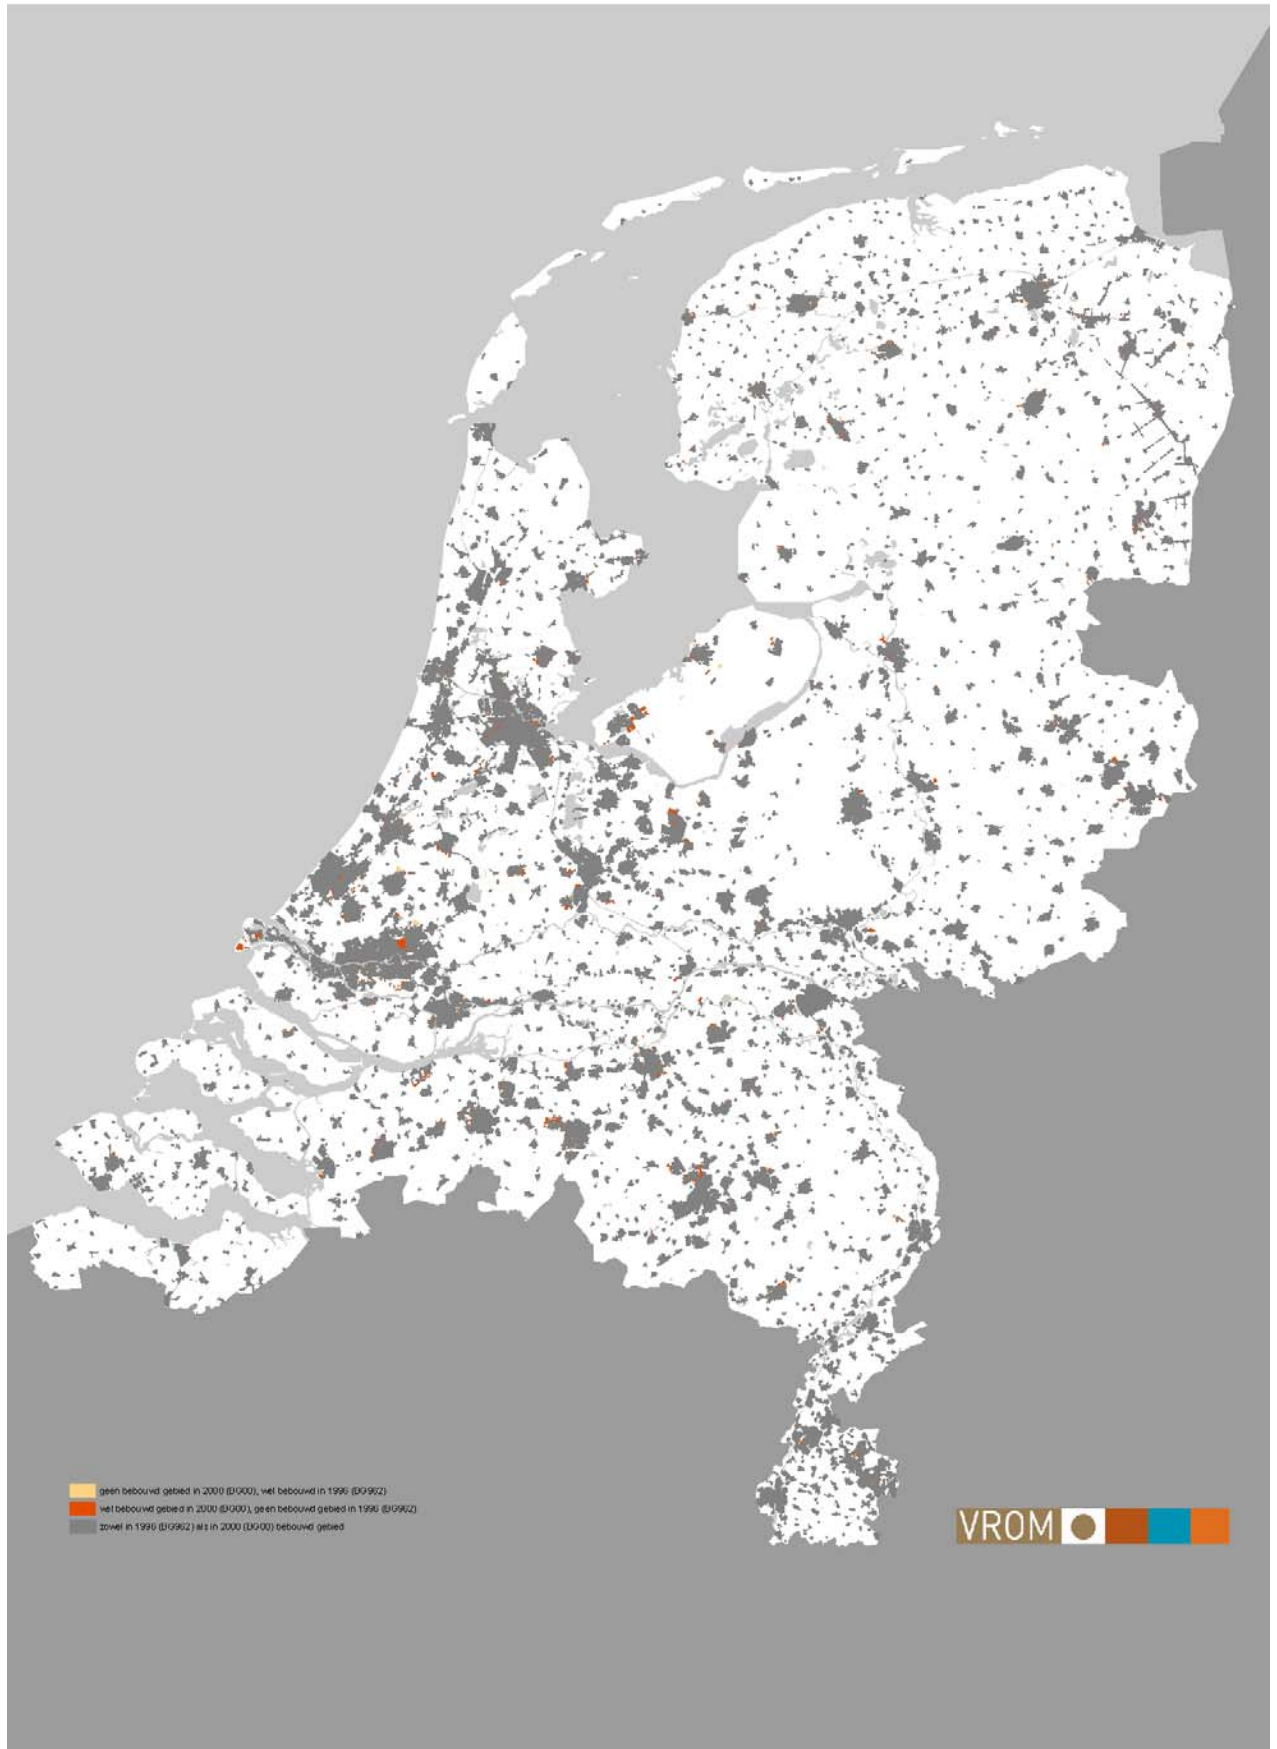 geen bebouwd gebied in 2000 (BG00), wel bebouwd in 1996 (BG962)
wel bebouwd gebied in 2000 (BG00), geen bebouwd gebied in 1996 (BG962)
zowel in 1996 (BG962) als in 2000 (BG00) bebouwd gebied
VROM